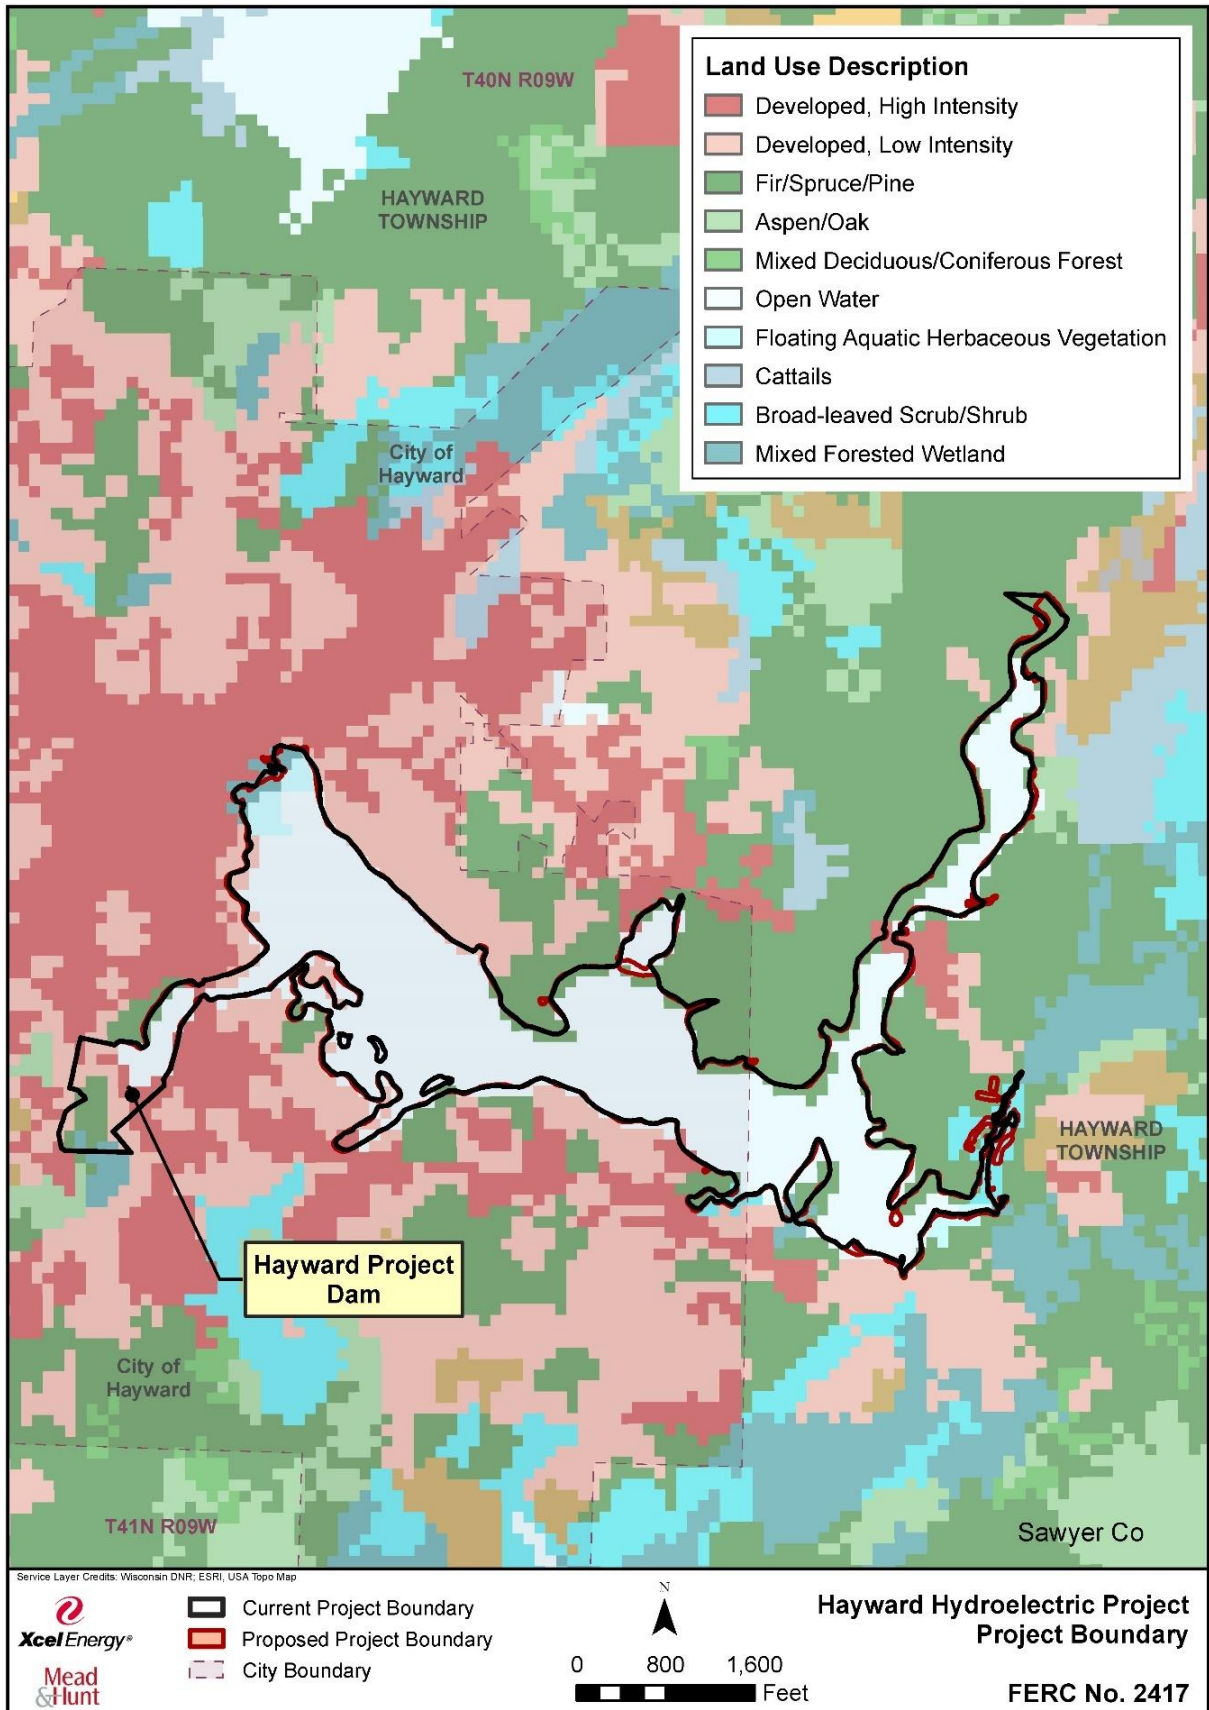 T40N R09W
Land Use Description
Developed, High Intensity
Developed, Low Intensity
Fir/Spruce/Pine
Aspen/Oak
Mixed Deciduous/Coniferous Forest
Open Water
Floating Aquatic Herbaceous Vegetation
Cattails
Broad-leaved Scrub/Shrub
Mixed Forested Wetland
HAYWARD
TOWNSHIP
City of
Hayward
HAYWARD
TOWNSHIP
Hayward Project
Dam
City of
Hayward
T41N R09W
Sawyer Co
Service Layer Credits: Wisconsin DNR; ESRI, USA Topo Map
Xcel Energy®
Mead
&Hunt
Current Project Boundary
Proposed Project Boundary
City Boundary
N
0 800 1,600
Feet
Hayward Hydroelectric Project
Project Boundary
FERC No. 2417